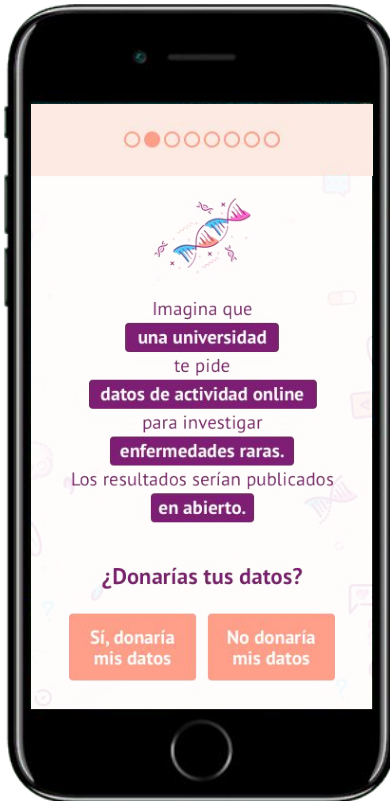 Imagina que
una universidad
te pide
datos de actividad online
para investigar
enfermedades raras.
Los resultados serían publicados
en abierto.
¿Donarías tus datos?
Sí, donaría
mis datos
No donaría
mis datos